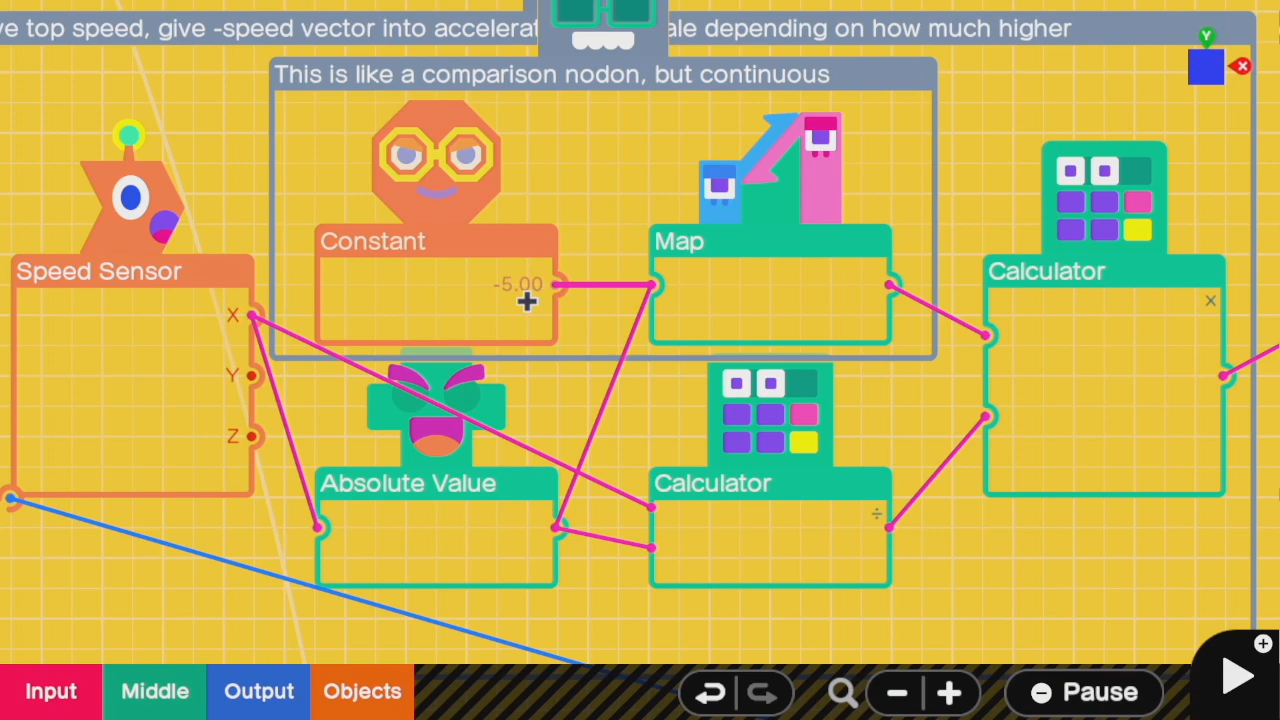 ve top speed, give -speed vector into accelerat ale depending on how much higher
Y
This is like a comparison nodon, but continuous
Constant
-5.00
Map
Speed Sensor
X
Y
Z
Calculator
×
Absolute Value
Calculator
÷
Input
Middle
Output
Objects
Pause